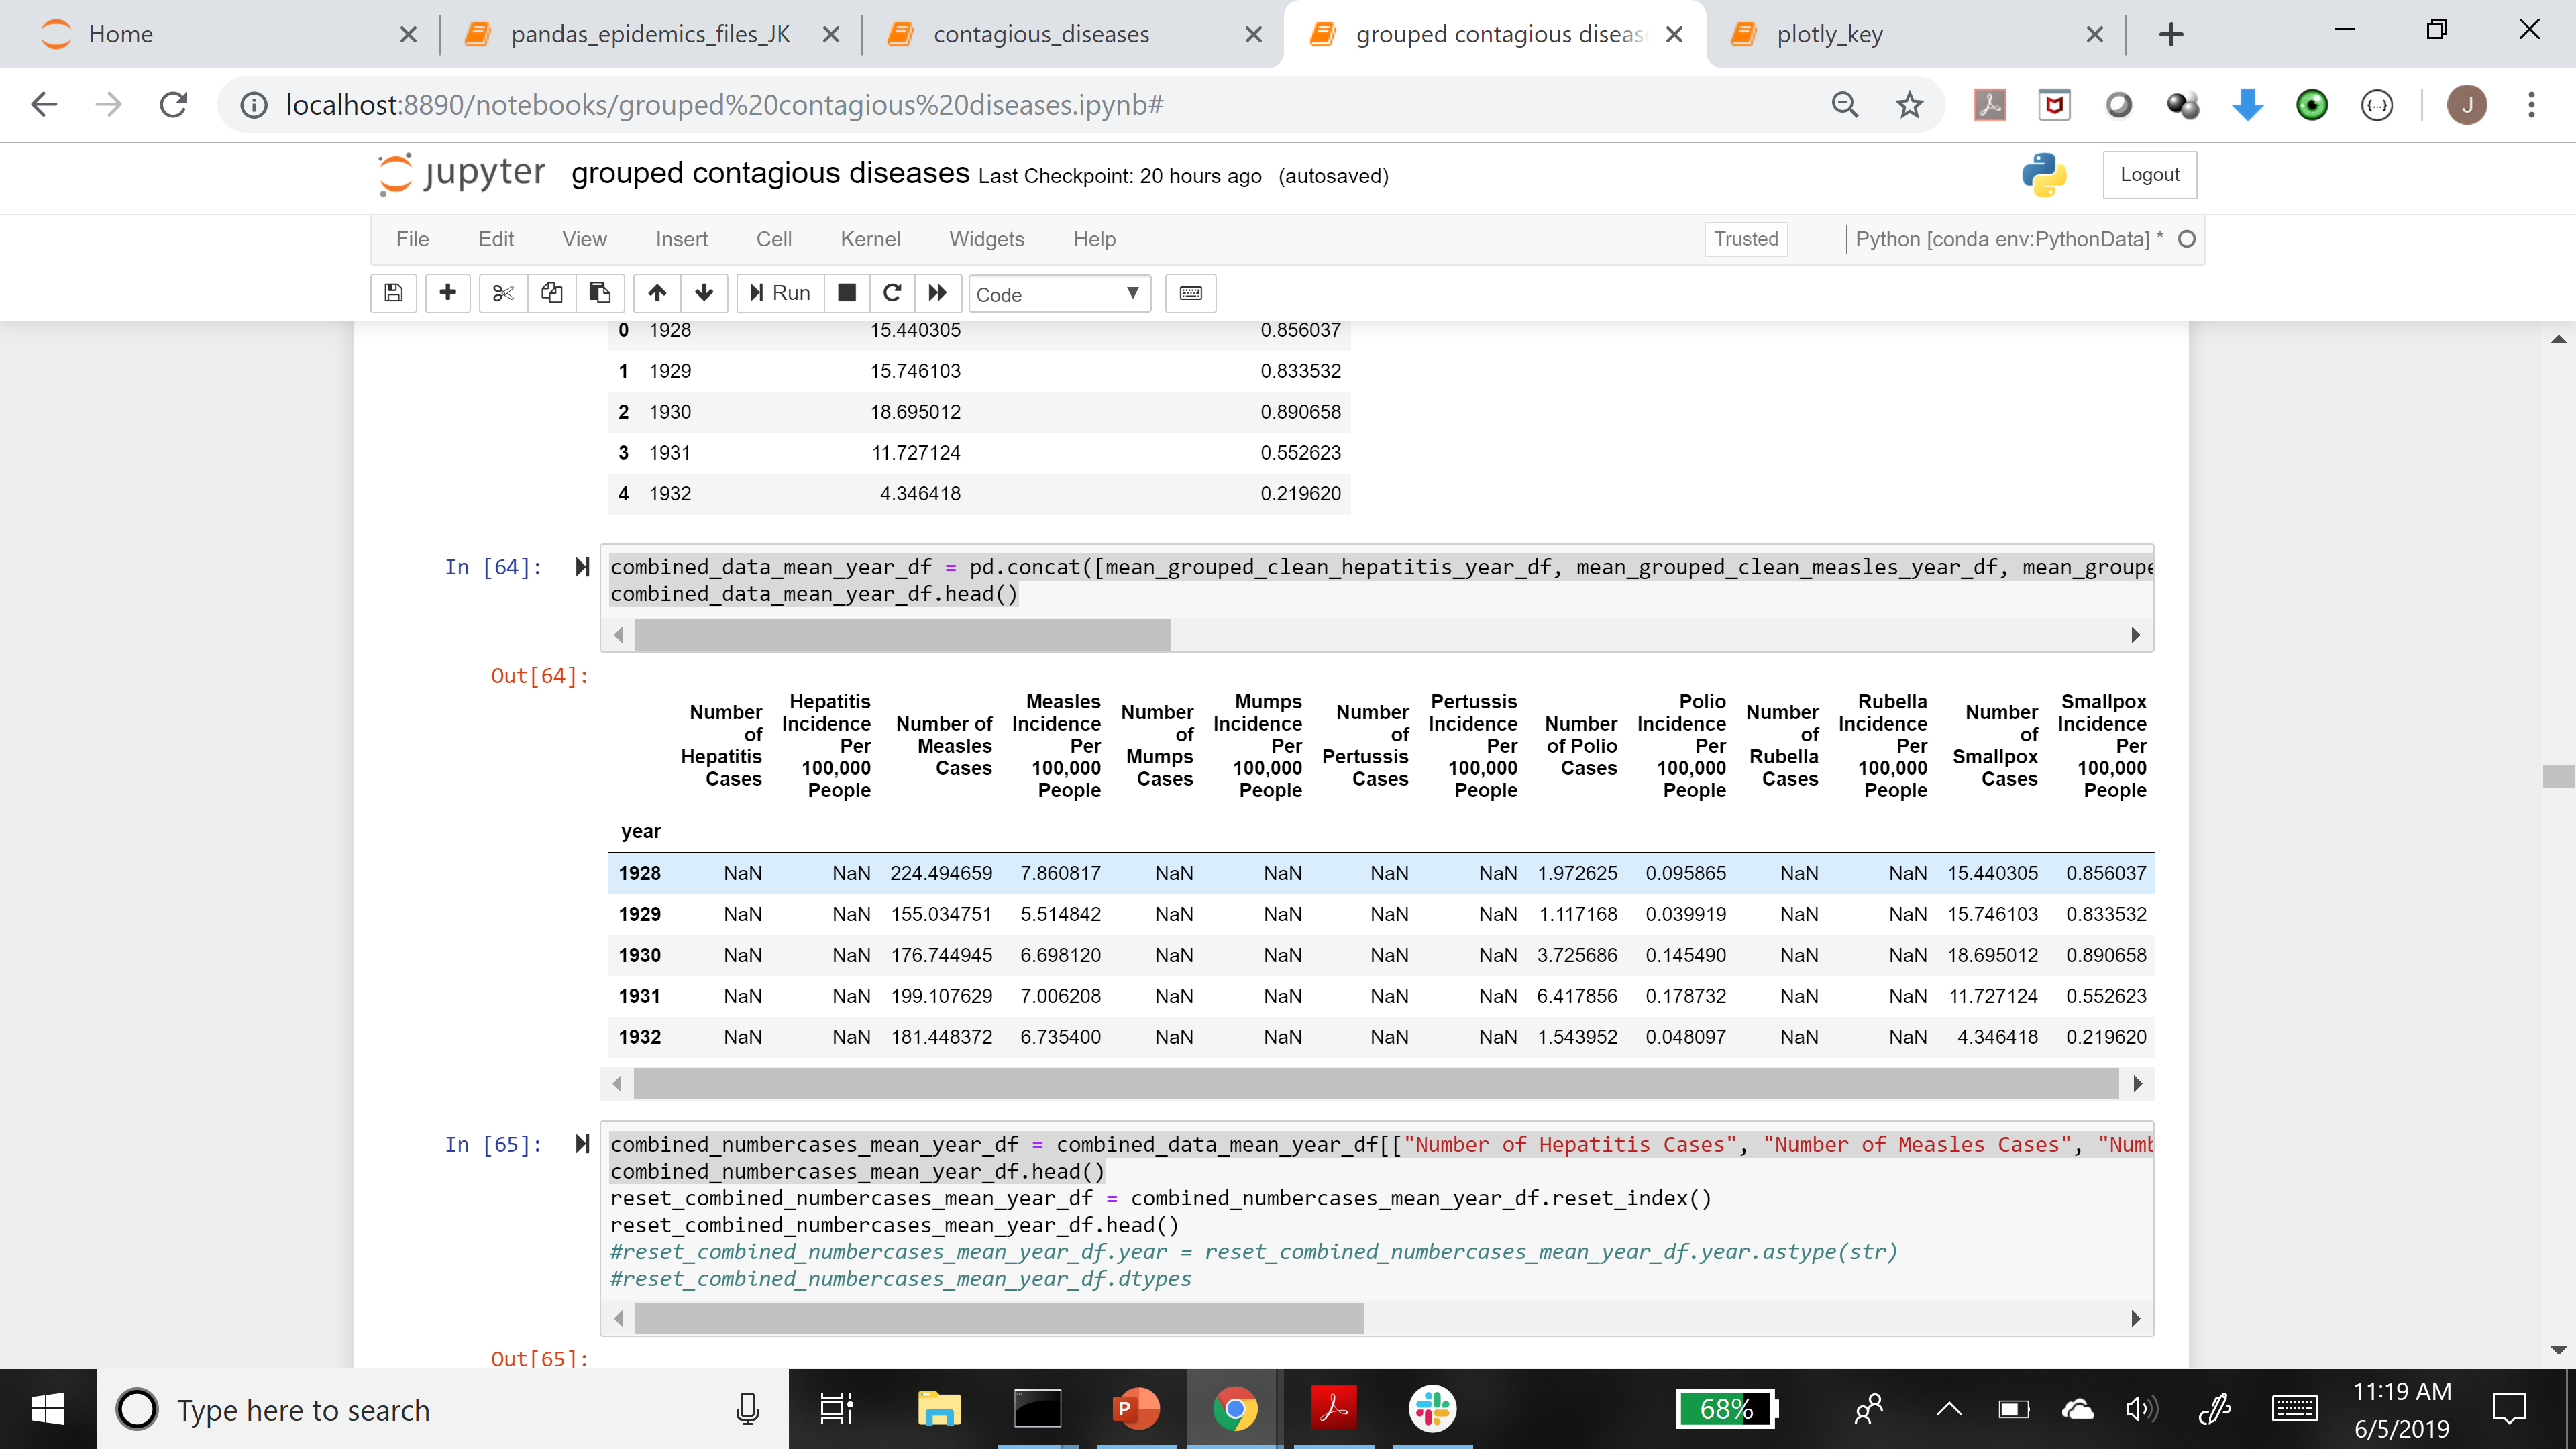 Home
pandas_epidemics_files_JK
contagious_diseases
grouped contagious diseas
plotly_key
localhost:8890/notebooks/grouped%20contagious%20diseases.ipynb#
J
jupyter grouped contagious diseases Last Checkpoint: 20 hours ago (autosaved)
Logout
File Edit View Insert Cell Kernel Widgets Help
Trusted
Python [conda env:PythonData] *
Run
Code
0 1928 15.440305 0.856037
1 1929 15.746103 0.833532
2 1930 18.695012 0.890658
3 1931 11.727124 0.552623
4 1932 4.346418 0.219620
In [64]:
combined_data_mean_year_df = pd.concat([mean_grouped_clean_hepatitis_year_df, mean_grouped_clean_measles_year_df, mean_groupe
combined_data_mean_year_df.head()
Out[64]:
Number of Hepatitis Cases
Hepatitis Incidence Per 100,000 People
Number of Measles Cases
Measles Incidence Per 100,000 People
Number of Mumps Cases
Mumps Incidence Per 100,000 People
Number of Pertussis Cases
Pertussis Incidence Per 100,000 People
Number of Polio Cases
Polio Incidence Per 100,000 People
Number of Rubella Cases
Rubella Incidence Per 100,000 People
Number of Smallpox Cases
Smallpox Incidence Per 100,000 People
year
1928 NaN NaN 224.494659 7.860817 NaN NaN NaN NaN 1.972625 0.095865 NaN NaN 15.440305 0.856037
1929 NaN NaN 155.034751 5.514842 NaN NaN NaN NaN 1.117168 0.039919 NaN NaN 15.746103 0.833532
1930 NaN NaN 176.744945 6.698120 NaN NaN NaN NaN 3.725686 0.145490 NaN NaN 18.695012 0.890658
1931 NaN NaN 199.107629 7.006208 NaN NaN NaN NaN 6.417856 0.178732 NaN NaN 11.727124 0.552623
1932 NaN NaN 181.448372 6.735400 NaN NaN NaN NaN 1.543952 0.048097 NaN NaN 4.346418 0.219620
In [65]:
combined_numbercases_mean_year_df = combined_data_mean_year_df[["Number of Hepatitis Cases", "Number of Measles Cases", "Numb
combined_numbercases_mean_year_df.head()
reset_combined_numbercases_mean_year_df = combined_numbercases_mean_year_df.reset_index()
reset_combined_numbercases_mean_year_df.head()
#reset_combined_numbercases_mean_year_df.year = reset_combined_numbercases_mean_year_df.year.astype(str)
#reset_combined_numbercases_mean_year_df.dtypes
Out[65]:
Type here to search
68%
11:19 AM
6/5/2019